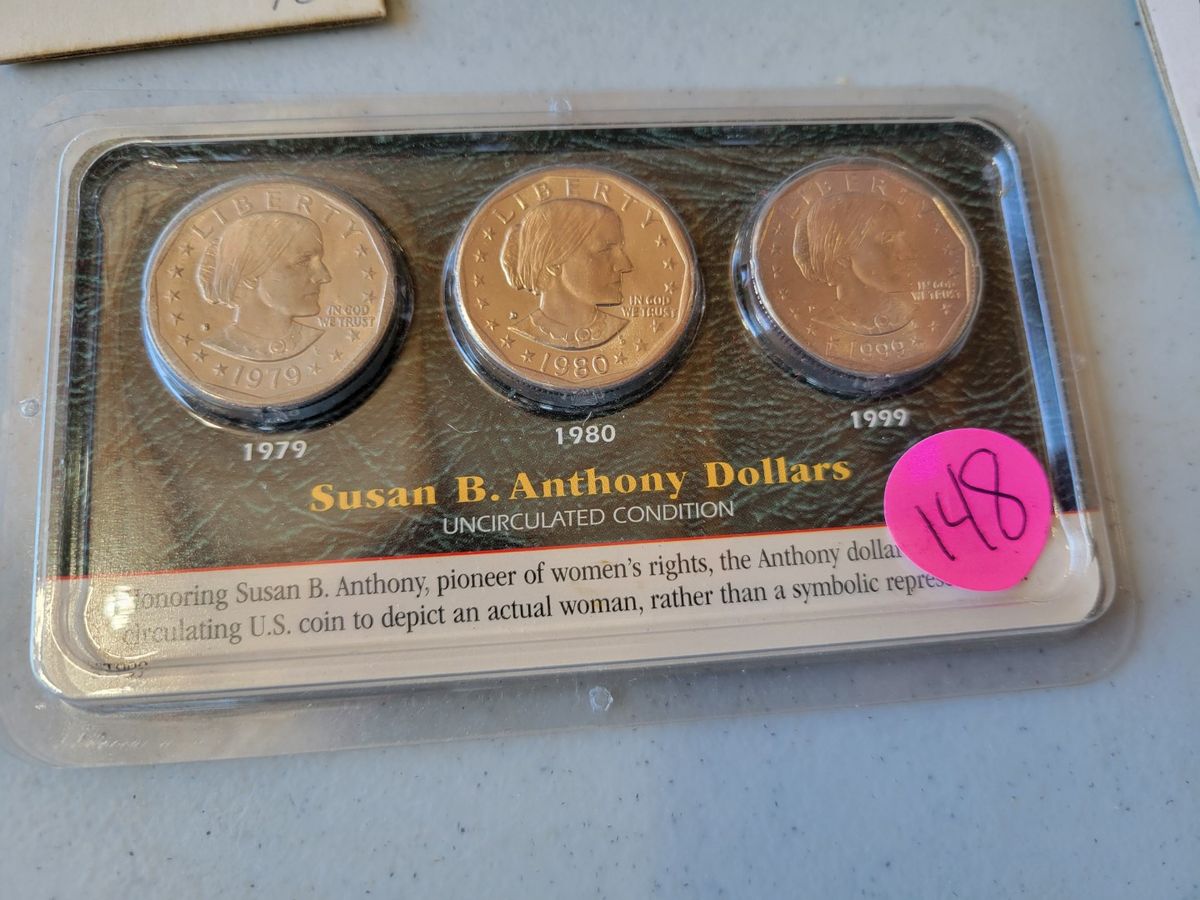 LIBERTY
IN GOD
WE TRUST
1979
LIBERTY
IN GOD
WE TRUST
1980
LIBERTY
IN GOD
WE TRUST
1999
1979
1980
1999
Susan B. Anthony Dollars
UNCIRCULATED CONDITION
148
Honoring Susan B. Anthony, pioneer of women's rights, the Anthony dollar
circulating U.S. coin to depict an actual woman, rather than a symbolic